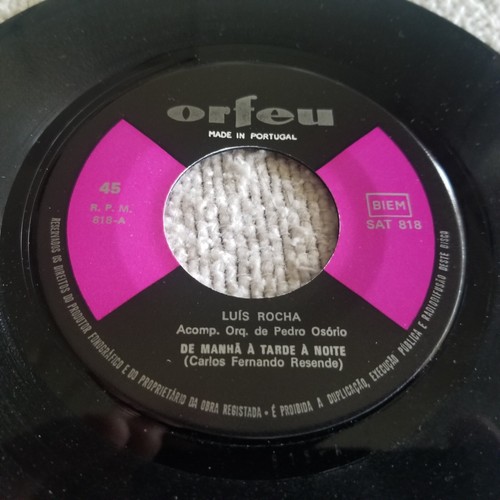 orfeu
MADE IN PORTUGAL
45
R. P. M.
818-A
BIEM
SAT 818
LUÍS ROCHA
Acomp. Orq. de Pedro Osório
DE MANHÃ À TARDE À NOITE
(Carlos Fernando Resende)
RESERVADOS OS DIREITOS DO PRODUTOR FONOGRÁFICO E DO PROPRIETÁRIO DA OBRA REGISTADA • É PROIBIDA A DUPLICAÇÃO, EXECUÇÃO PÚBLICA E RADIODIFUSÃO DESTE DISCO